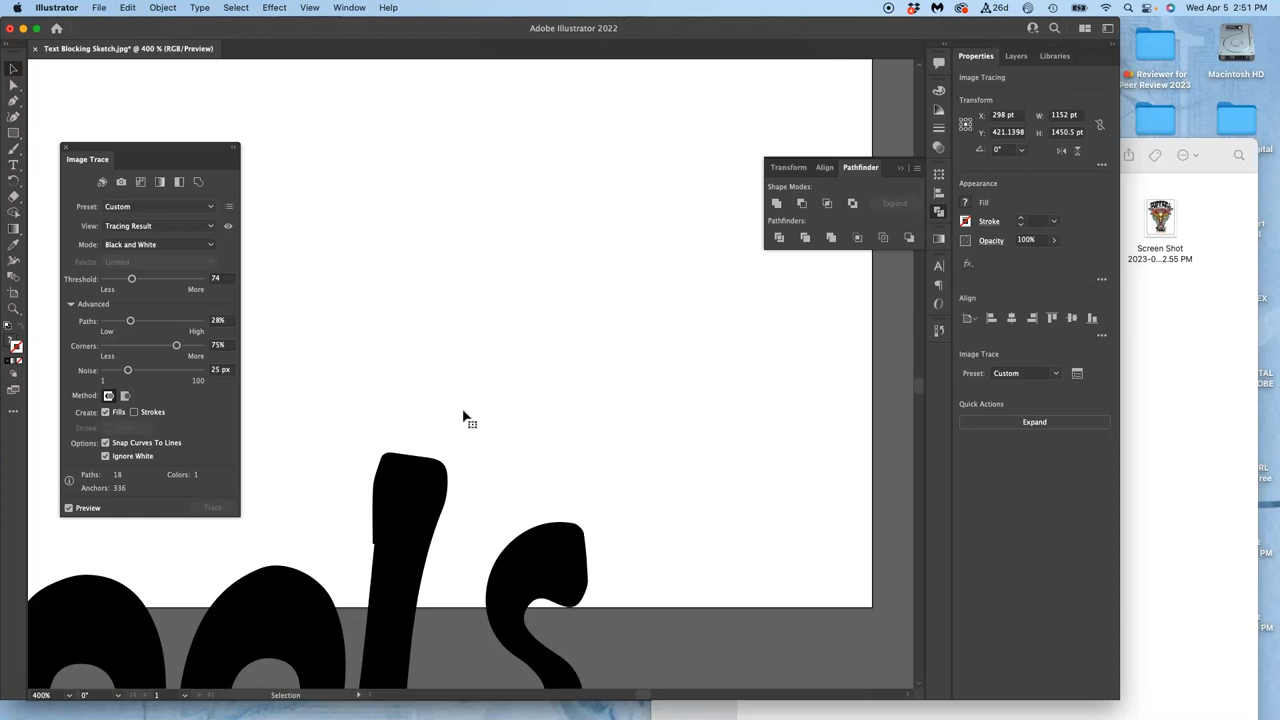 Illustrator File Edit Object Type Select Effect View Window Help 26d Wed Apr 5 2:51 PM
Adobe Illustrator 2022
Text Blocking Sketch.jpg* @ 400 % (RGB/Preview)
Image Trace
Preset: Custom
View: Tracing Result
Mode: Black and White
Palette: Limited
Threshold: 74
Less More
Advanced
Paths: 28%
Low High
Corners: 75%
Less More
Noise: 25 px
1 100
Method:
Create: Fills Strokes
Stroke:
Options: Snap Curves To Lines
Ignore White
Paths: 18 Colors: 1
Anchors: 336
Preview Trace
ools
Transform Align Pathfinder
Shape Modes:
Expand
Pathfinders:
Properties Layers Libraries
Image Tracing
Transform
X: 298 pt W: 1152 pt
Y: 421.1398 H: 1450.5 pt
0°
Appearance
Fill
Stroke
Opacity 100%
fx.
Align
Image Trace
Preset: Custom
Quick Actions
Expand
400% 0° 1 Selection
Reviewer for
Peer Review 2023
Macintosh HD
Screen Shot
2023-0...2.55 PM